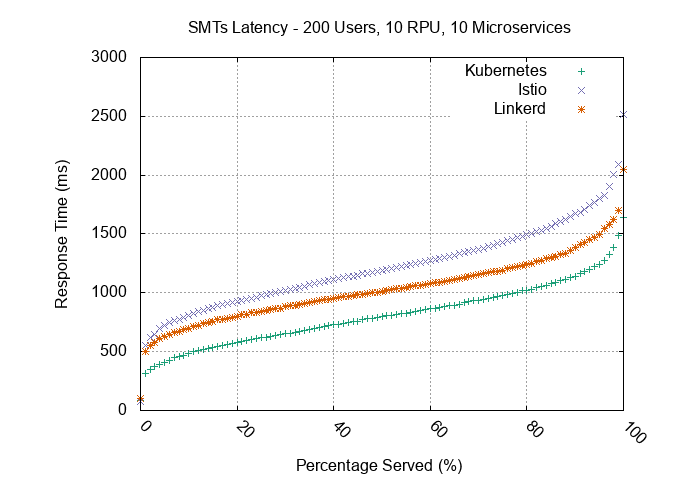 SMTs Latency - 200 Users, 10 RPU, 10 Microservices
3000
2500
2000
1500
1000
500
0
Response Time (ms)
Kubernetes
Istio
Linkerd
0 20 40 60 80 100
Percentage Served (%)